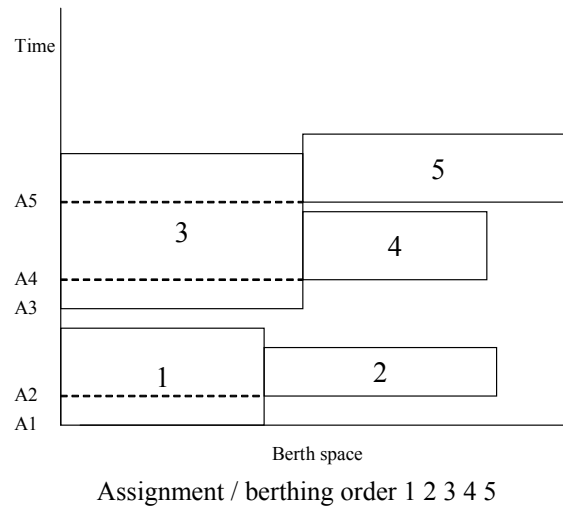 Time
5
A5
3
4
A4
A3
2
1
A2
A1
Berth space
Assignment / berthing order 1 2 3 4 5